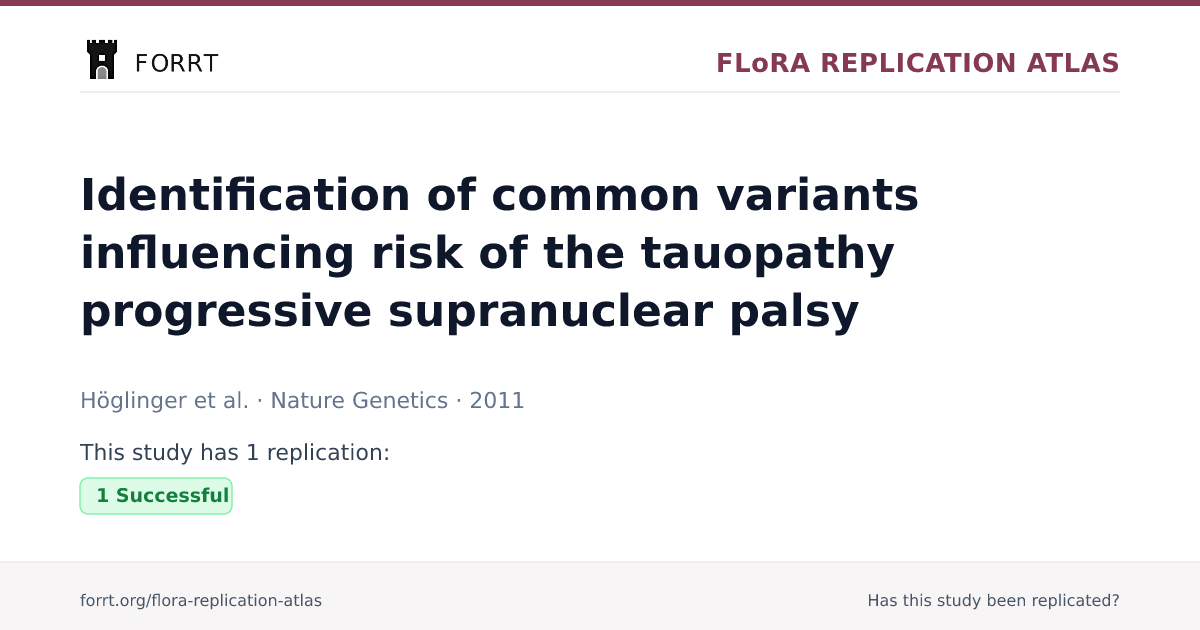 FORRT
FLoRA REPLICATION ATLAS
Identification of common variants
influencing risk of the tauopathy
progressive supranuclear palsy
Höglinger et al. · Nature Genetics · 2011
This study has 1 replication:
1 Successful
forrt.org/flora-replication-atlas
Has this study been replicated?